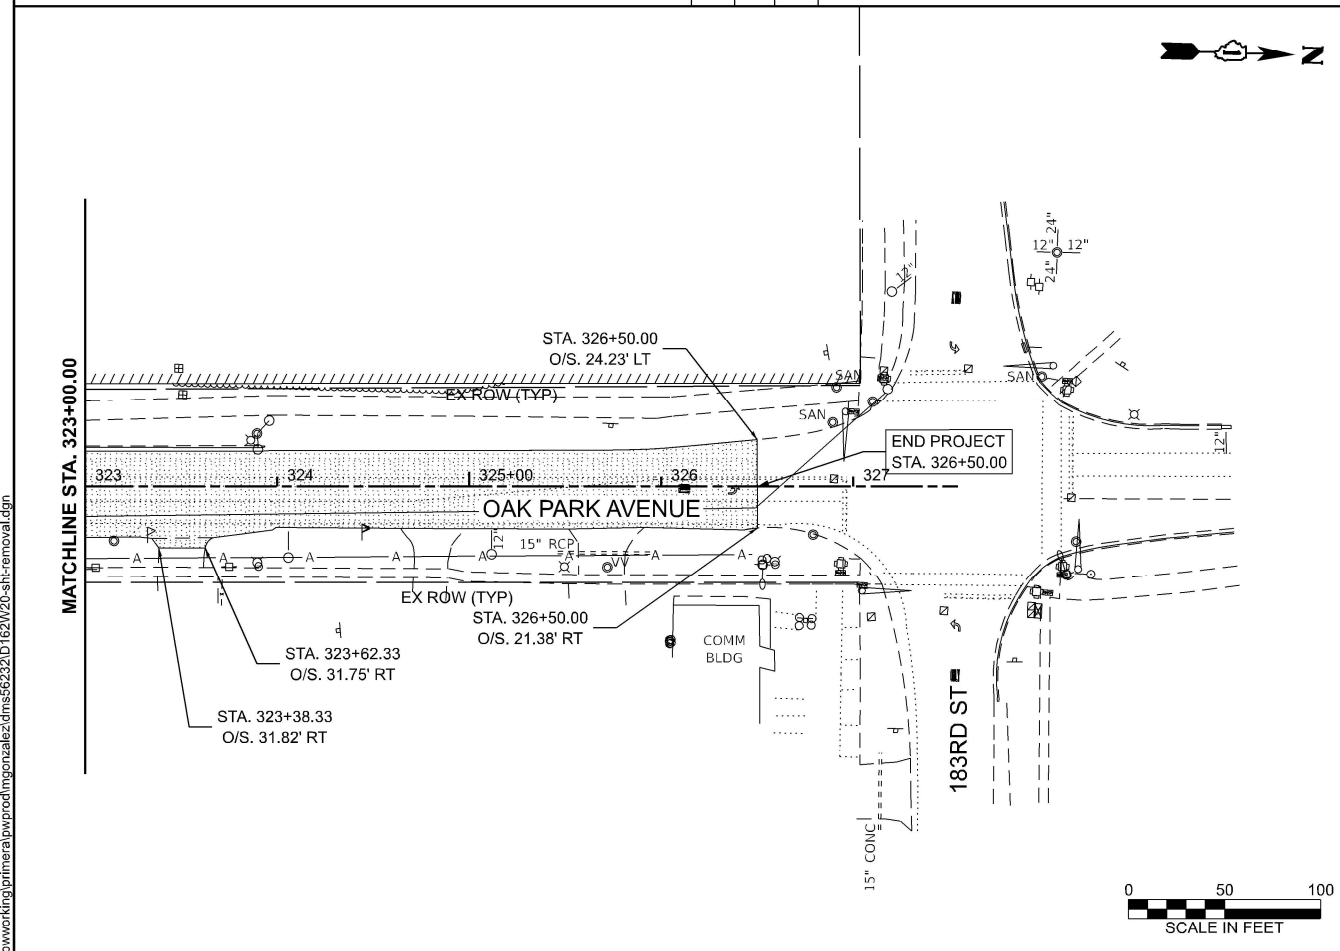 N
MATCHLINE STA. 323+00.00
STA. 326+50.00
O/S. 24.23' LT
24"
12"
12"
24"
12"
EX ROW (TYP)
SAN
SAN
SAN
END PROJECT
STA. 326+50.00
12"
323
324
325+00
326
327
OAK PARK AVENUE
12"
15" RCP
A
A
A
A
A
A
A
VV
EX ROW (TYP)
STA. 326+50.00
O/S. 21.38' RT
COMM
BLDG
STA. 323+62.33
O/S. 31.75' RT
STA. 323+38.33
O/S. 31.82' RT
183RD ST
15" CONC
0 50 100
SCALE IN FEET
pwworking\primera\pwprod\mgonzalez\dms56232\D162W20-sht-removal.dgn